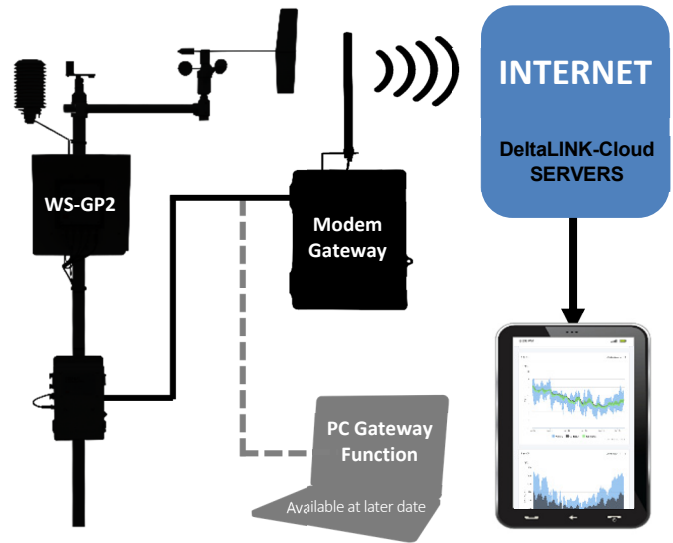 INTERNET
DeltaLINK-Cloud
SERVERS
WS-GP2
Modem
Gateway
PC Gateway
Function
Available at later date